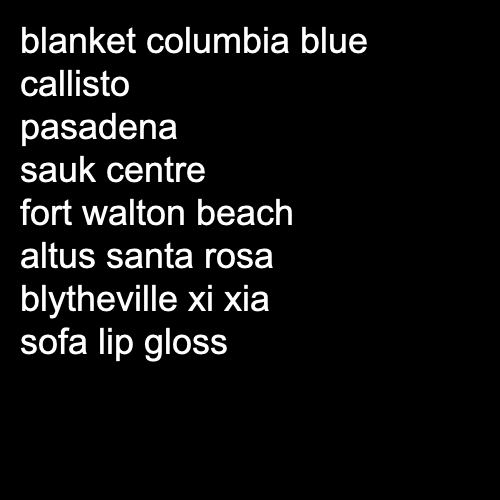 blanket columbia blue
callisto
pasadena
sauk centre
fort walton beach
altus santa rosa
blytheville xi xia
sofa lip gloss